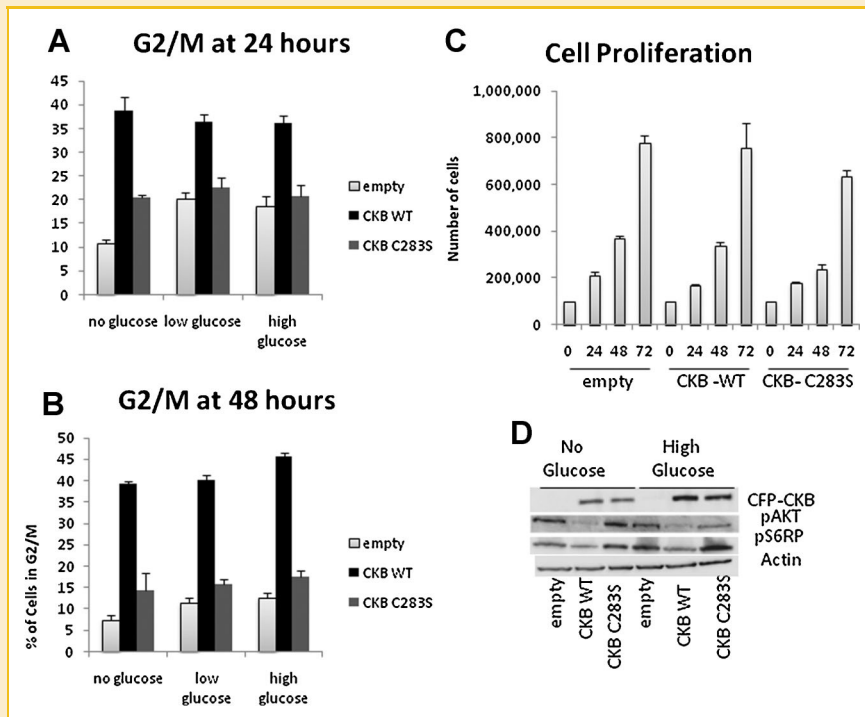 A
G2/M at 24 hours
45
40
35
30
25
20
15
10
5
0
no glucose low glucose high glucose
empty
CKB WT
CKB C283S
B
G2/M at 48 hours
% of Cells in G2/M
50
45
40
35
30
25
20
15
10
5
0
no glucose low glucose high glucose
empty
CKB WT
CKB C283S
C
Cell Proliferation
Number of cells
1,000,000
800,000
600,000
400,000
200,000
0
0 24 48 72 0 24 48 72 0 24 48 72
empty CKB -WT CKB- C283S
D
No Glucose High Glucose
CFP-CKB
pAKT
pS6RP
Actin
empty CKB WT CKB C283S empty CKB WT CKB C283S